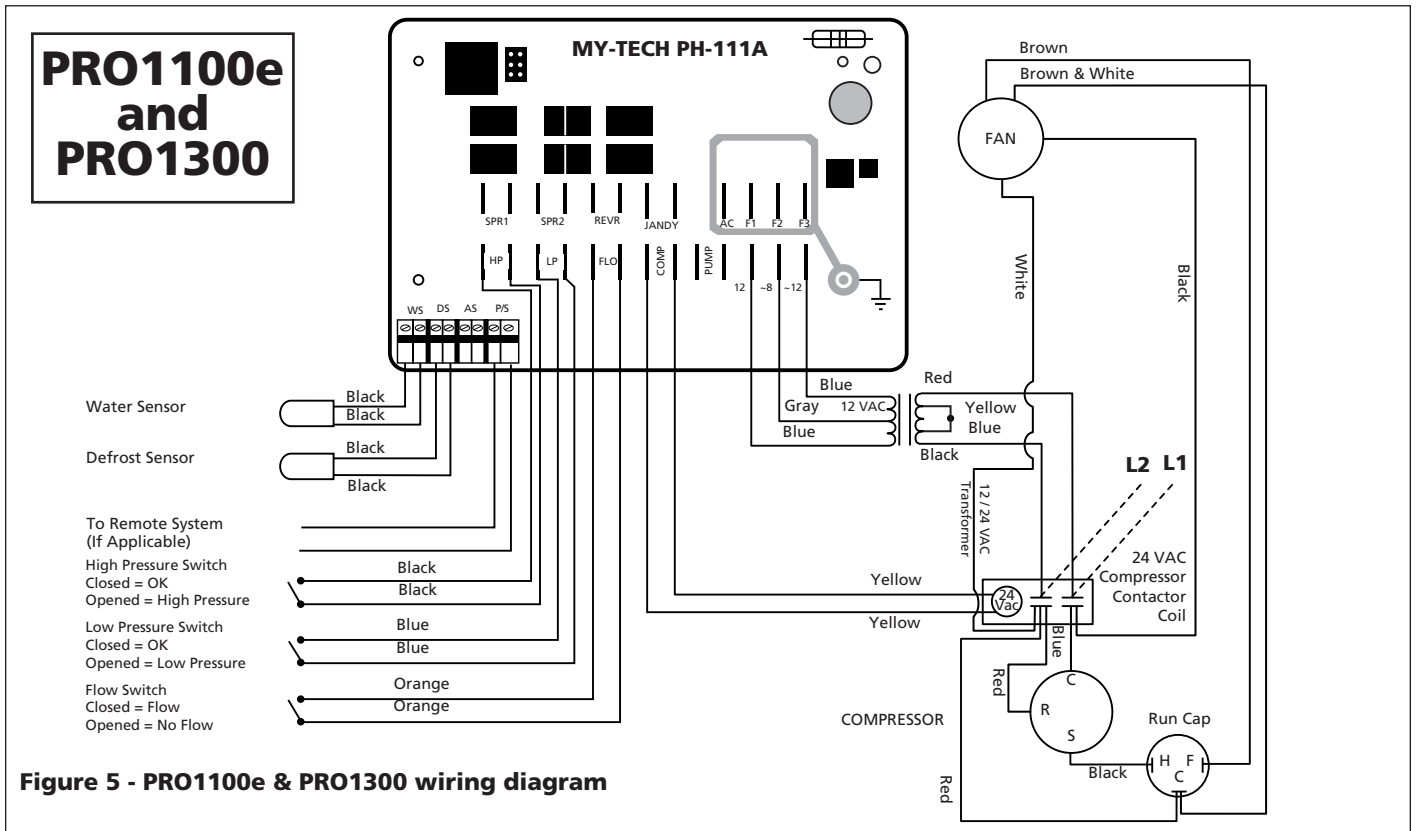 PRO1100e
and
PRO1300
MY-TECH PH-111A
SPR1
SPR2
REVR
JANDY
AC
F1
F2
F3
HP
LP
FLO
COMP
PUMP
12
~8
~12
WS
DS
AS
P/S
Brown
Brown & White
FAN
White
Black
Water Sensor
Black
Black
Defrost Sensor
Black
Black
To Remote System
(If Applicable)
High Pressure Switch
Closed = OK
Opened = High Pressure
Black
Black
Low Pressure Switch
Closed = OK
Opened = Low Pressure
Blue
Blue
Flow Switch
Closed = Flow
Opened = No Flow
Orange
Orange
Blue
Gray
12 VAC
Blue
Red
Yellow
Blue
Black
12 / 24 VAC
Transformer
L2
L1
24 VAC
Compressor
Contactor
Coil
Yellow
Yellow
24
Vac
Blue
Red
C
R
S
COMPRESSOR
Run Cap
H
F
C
Black
Red
Figure 5 - PRO1100e & PRO1300 wiring diagram